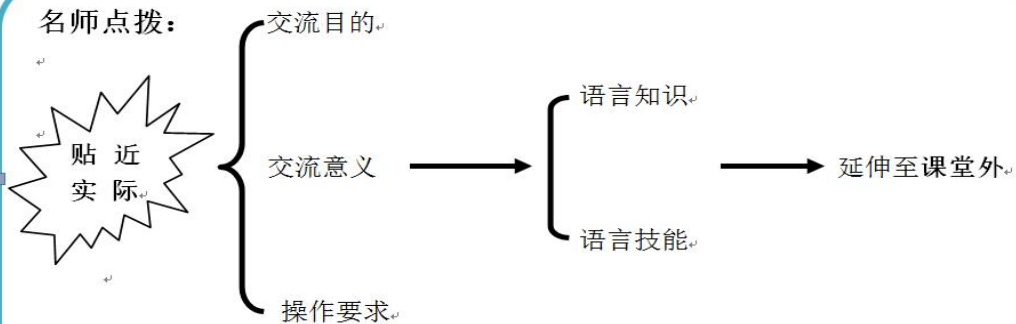 名师点拨：
交流目的
语言知识
贴 近
实 际
交流意义
延伸至课堂外
语言技能
操作要求